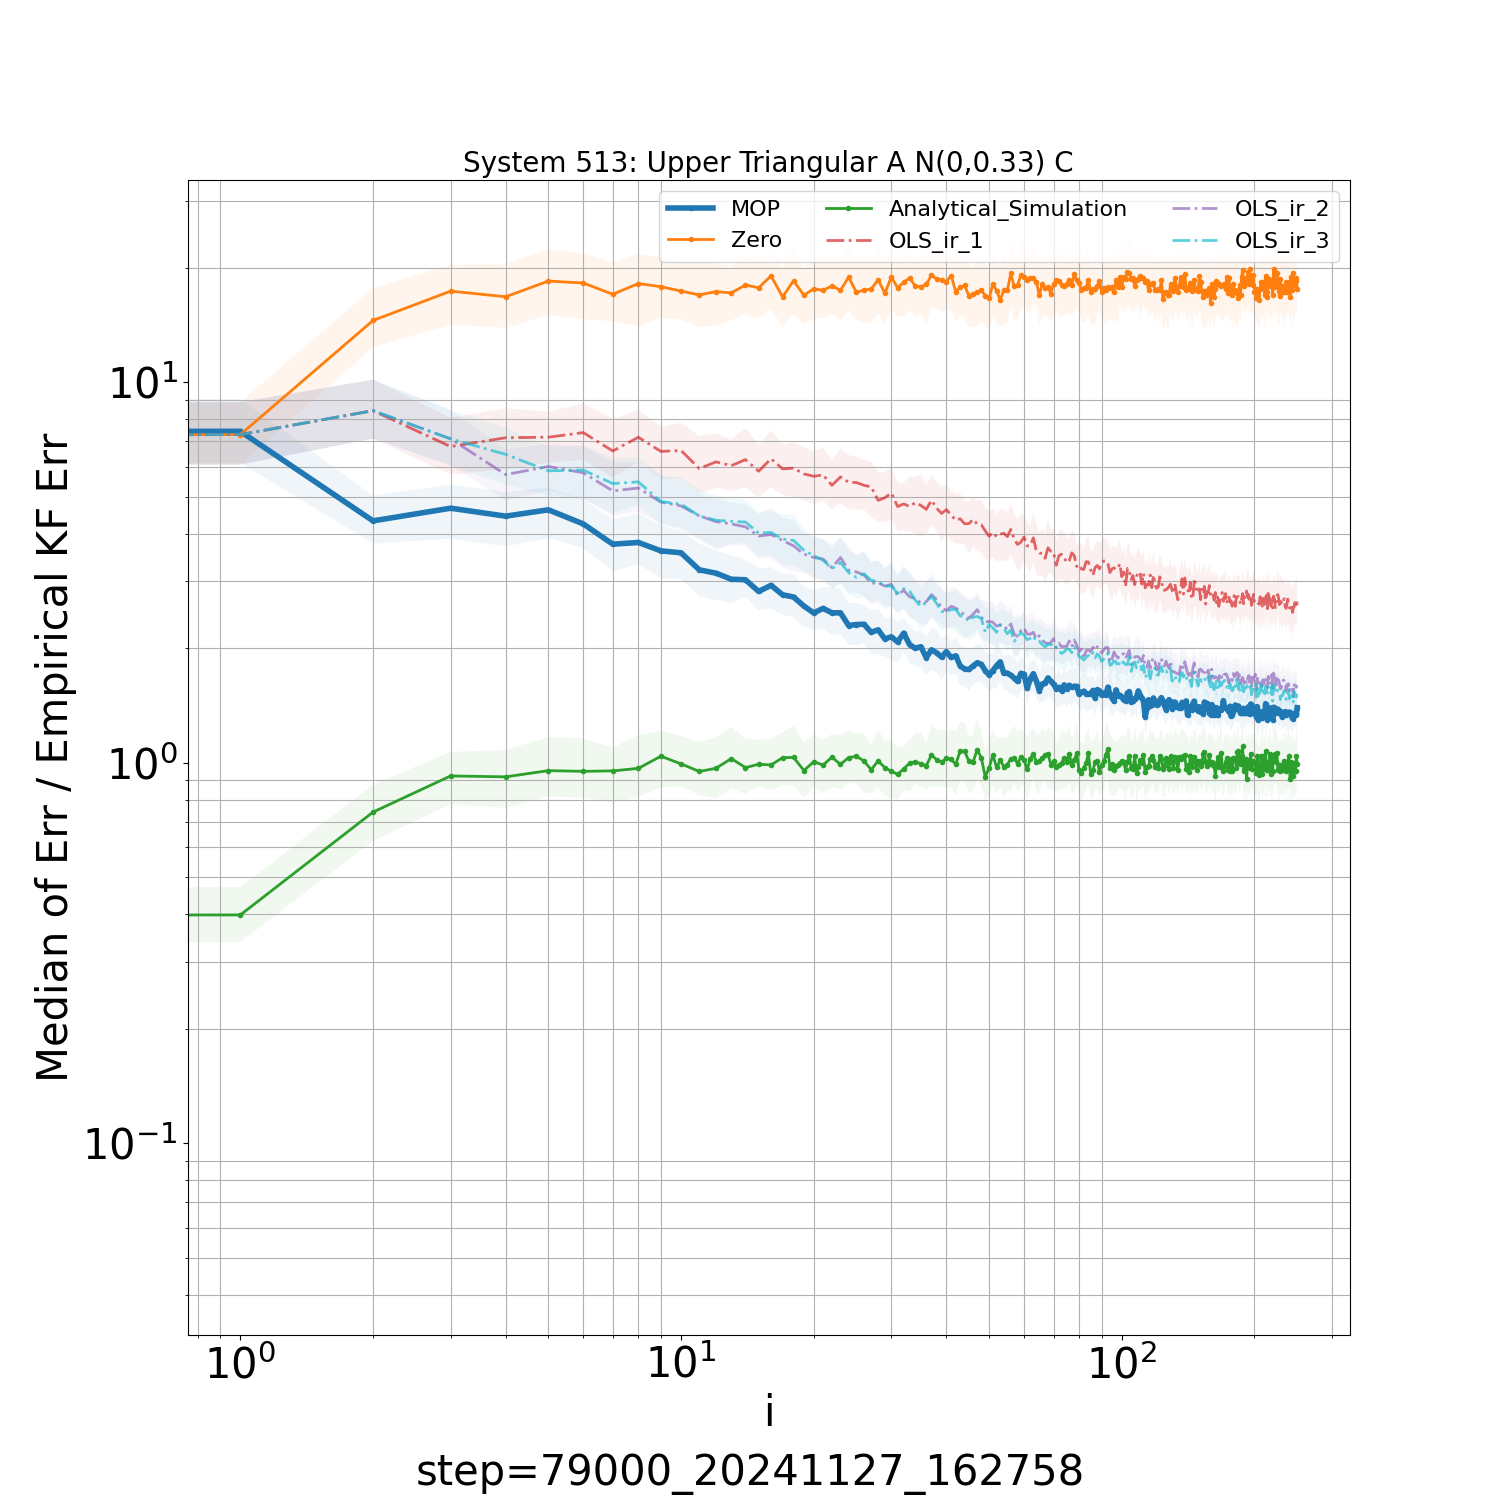 System 513: Upper Triangular A N(0,0.33) C
MOP
Zero
Analytical_Simulation
OLS_ir_1
OLS_ir_2
OLS_ir_3
Median of Err / Empirical KF Err
10¹
10⁰
10⁻¹
10⁰ 10¹ 10²
i
step=79000_20241127_162758